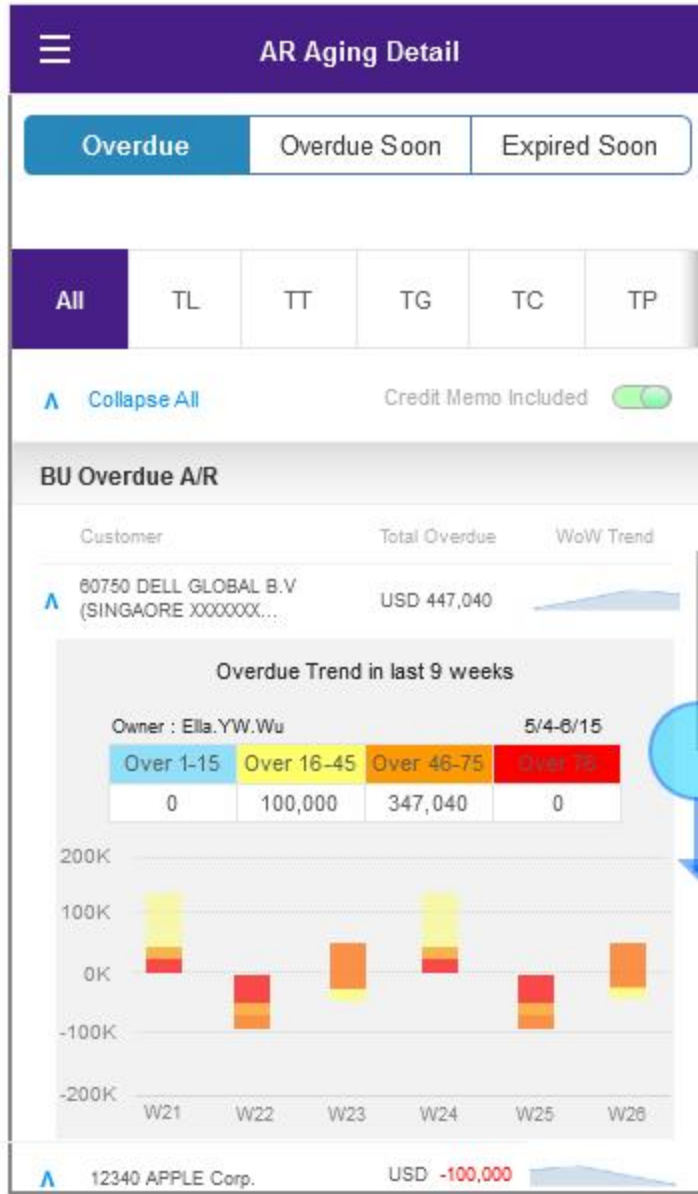 AR Aging Detail
Overdue Overdue Soon Expired Soon
All TL TT TG TC TP
∧ Collapse All Credit Memo Included
BU Overdue A/R
Customer Total Overdue WoW Trend
60750 DELL GLOBAL B.V
(SINGAORE XXXXXXX... USD 447,040
Overdue Trend in last 9 weeks
Owner : Ella.YW.Wu 5/4-6/15
Over 1-15 Over 16-45 Over 46-75 Over 75
0 100,000 347,040 0
200K
100K
0K
-100K
-200K
W21 W22 W23 W24 W25 W26
12340 APPLE Corp. USD -100,000